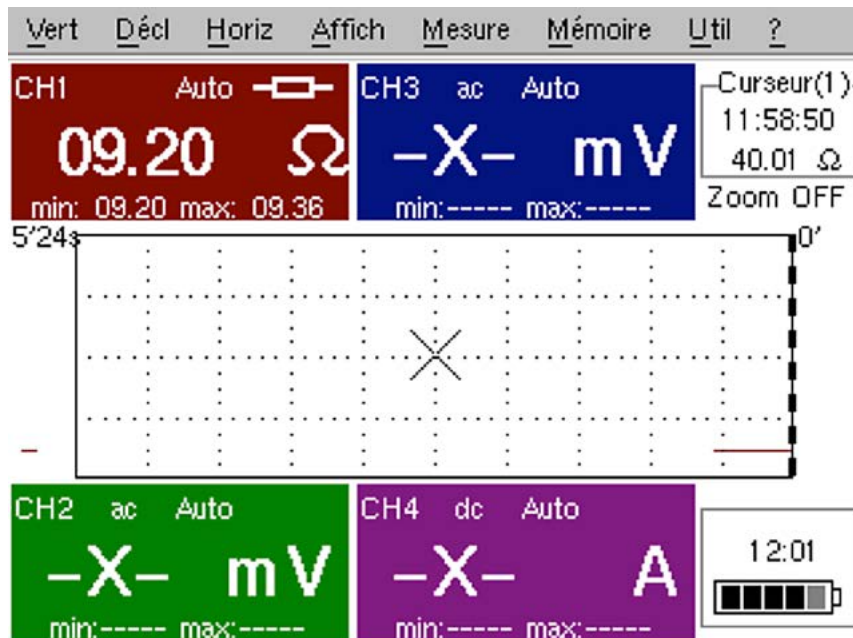 Vert Décl Horiz Affich Mesure Mémoire Util ?
CH1 Auto
09.20 Ω
min: 09.20 max: 09.36
CH3 ac Auto
-X- mV
min:----- max:-----
Curseur(1)
11:58:50
40.01 Ω
Zoom OFF
5'24s
0'
CH2 ac Auto
-X- mV
min:----- max:-----
CH4 dc Auto
-X- A
min:----- max:-----
12:01